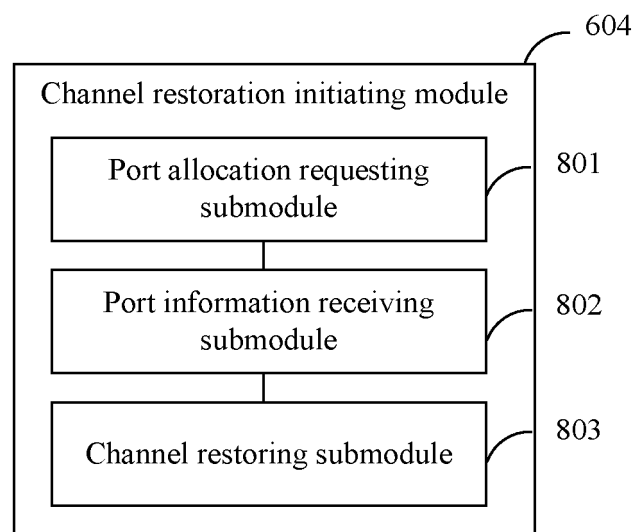 604
Channel restoration initiating module
Port allocation requesting
submodule
801
Port information receiving
submodule
802
Channel restoring submodule
803